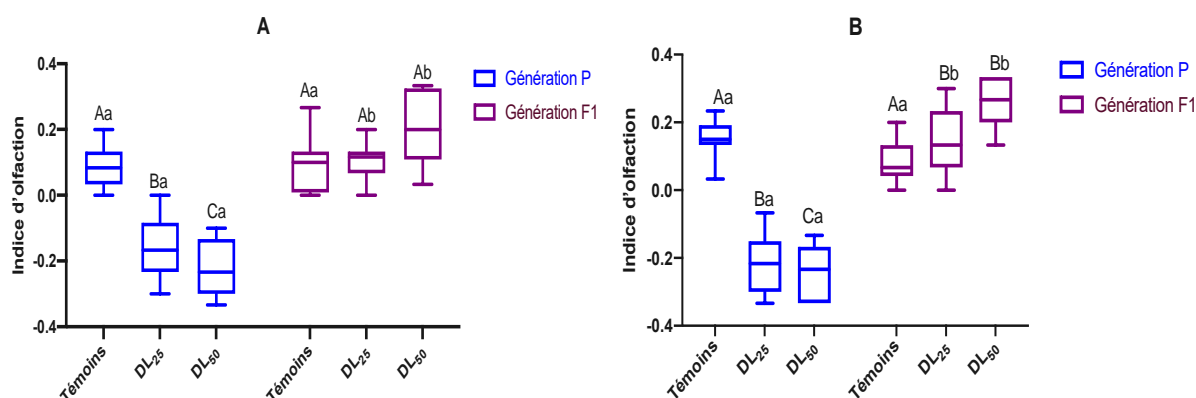 A
Indice d'olfaction
0.4
0.2
0.0
-0.2
-0.4
Aa
Ba
Ca
Aa
Ab
Ab
Témoins
DL25
DL50
Témoins
DL25
DL50
Génération P
Génération F1
B
Indice d'olfaction
0.4
0.2
0.0
-0.2
-0.4
Aa
Ba
Ca
Aa
Bb
Bb
Témoins
DL25
DL50
Témoins
DL25
DL50
Génération P
Génération F1